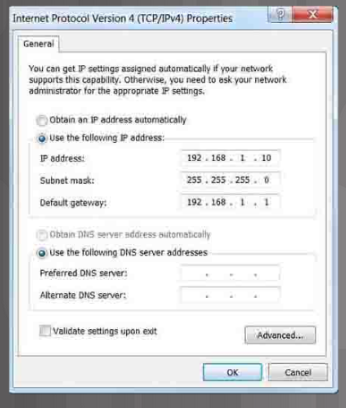 Internet Protocol Version 4 (TCP/IPv4) Properties
General
You can get IP settings assigned automatically if your network
supports this capability. Otherwise, you need to ask your network
administrator for the appropriate IP settings.
Obtain an IP address automatically
Use the following IP address:
IP address: 192 . 168 . 1 . 10
Subnet mask: 255 . 255 . 255 . 0
Default gateway: 192 . 168 . 1 . 1
Obtain DNS server address automatically
Use the following DNS server addresses
Preferred DNS server: . . .
Alternate DNS server: . . .
Validate settings upon exit
Advanced...
OK Cancel